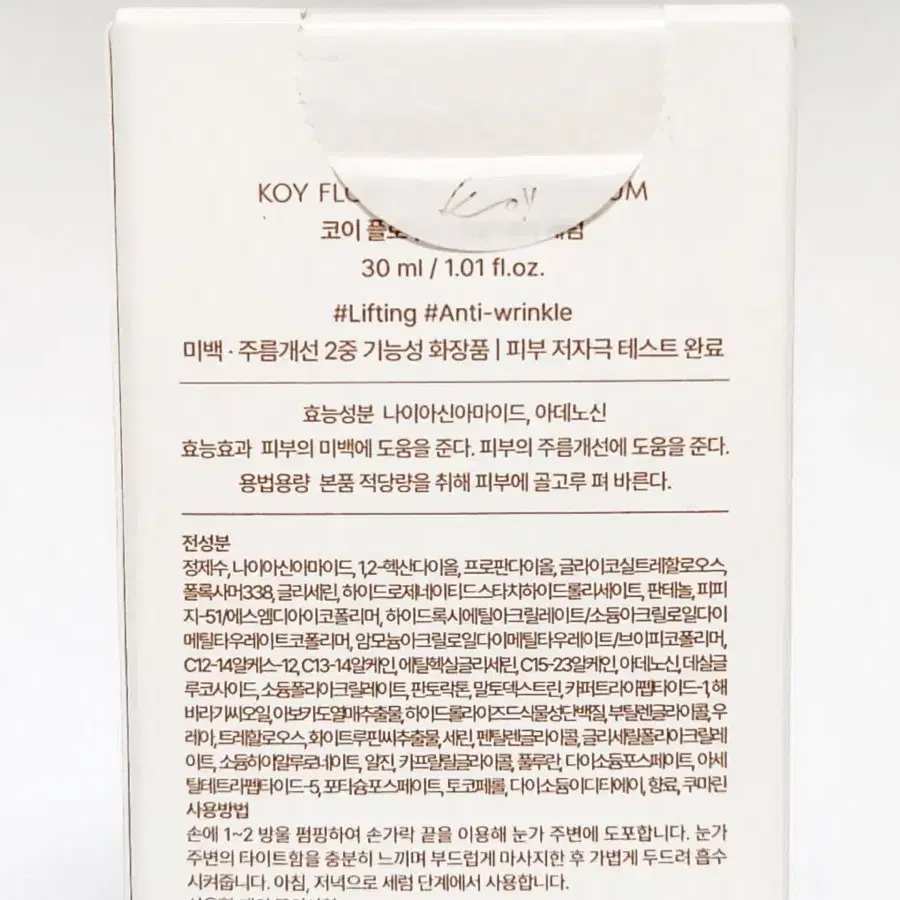 KOY
KOY
코이
30 ml / 1.01 fl.oz.
#Lifting #Anti-wrinkle
미백 · 주름개선 2중 기능성 화장품 | 피부 저자극 테스트 완료
효능성분 나이아신아마이드, 아데노신
효능효과 피부의 미백에 도움을 준다. 피부의 주름개선에 도움을 준다.
용법용량 본품 적당량을 취해 피부에 골고루 펴 바른다.
전성분
정제수, 나이아신아마이드, 1,2-헥산다이올, 프로판다이올, 글라이코실트레할로오스,
폴록사머338, 글리세린, 하이드로제네이티드스타치하이드롤리세이트, 판테놀, 피피
지-51/에스엠디아이코폴리머, 하이드록시에틸아크릴레이트/소듐아크릴로일다이
메틸타우레이트코폴리머, 암모늄아크릴로일다이메틸타우레이트/브이피코폴리머,
C12-14알케스-12, C13-14알케인, 에틸헥실글리세린, C15-23알케인, 아데노신, 데실글
루코사이드, 소듐폴리아크릴레이트, 판토락톤, 말토덱스트린, 카퍼트라이펩타이드-1, 해
바라기씨오일, 아보카도열매추출물, 하이드롤라이즈드식물성단백질, 부틸렌글라이콜, 우
레아, 트레할로오스, 화이트루핀씨추출물, 세린, 펜틸렌글라이콜, 글리세릴폴리아크릴레
이트, 소듐하이알루로네이트, 알진, 카프릴릴글라이콜, 풀루란, 다이소듐포스페이트, 아세
틸테트라펩타이드-5, 포타슘포스페이트, 토코페롤, 다이소듐이디티에이, 향료, 쿠마린
사용방법
손에 1~2 방울 펌핑하여 손가락 끝을 이용해 눈가 주변에 도포합니다. 눈가
주변의 타이트함을 충분히 느끼며 부드럽게 마사지한 후 가볍게 두드려 흡수
시켜줍니다. 아침, 저녁으로 세럼 단계에서 사용합니다.